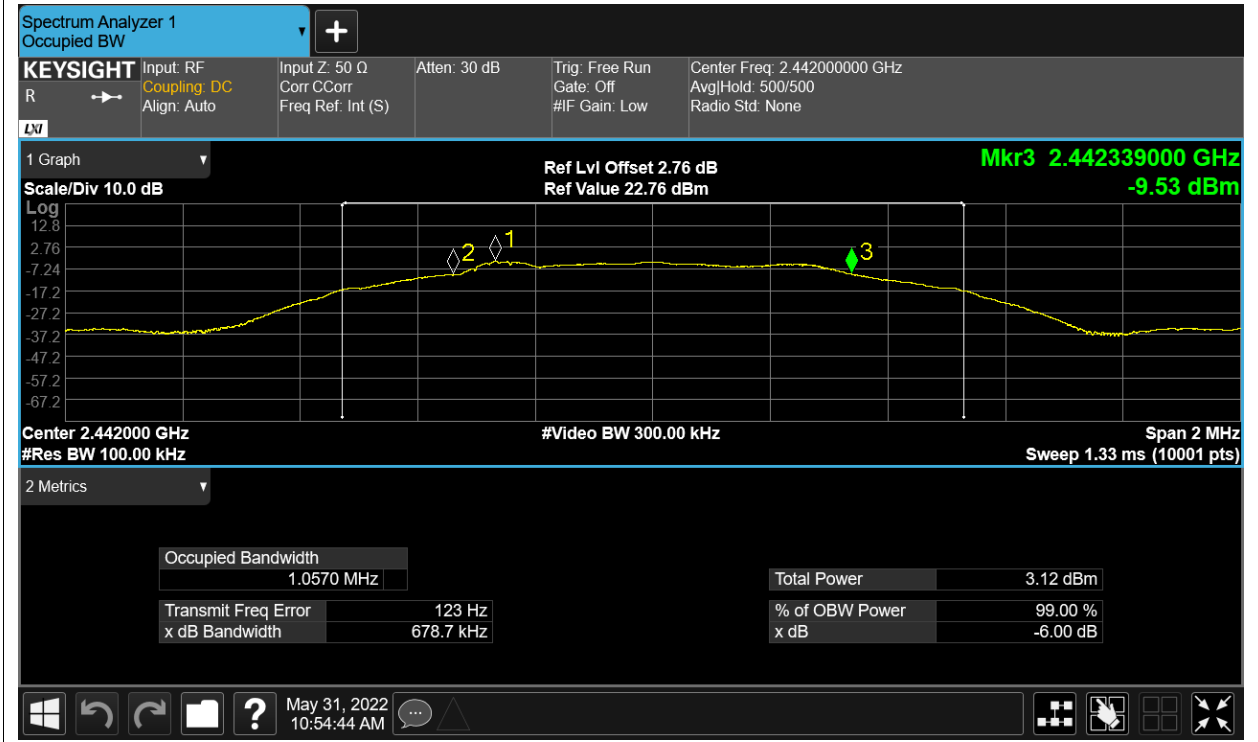 Spectrum Analyzer 1
Occupied BW
+
KEYSIGHT
R
LXI
Input: RF
Coupling: DC
Align: Auto
Input Z: 50 Ω
Corr CCorr
Freq Ref: Int (S)
Atten: 30 dB
Trig: Free Run
Gate: Off
#IF Gain: Low
Center Freq: 2.442000000 GHz
Avg|Hold: 500/500
Radio Std: None
1 Graph
Scale/Div 10.0 dB
Ref Lvl Offset 2.76 dB
Ref Value 22.76 dBm
Mkr3 2.442339000 GHz
-9.53 dBm
Log
12.8
2.76
-7.24
-17.2
-27.2
-37.2
-47.2
-57.2
-67.2
2
1
3
Center 2.442000 GHz
#Video BW 300.00 kHz
Span 2 MHz
#Res BW 100.00 kHz
Sweep 1.33 ms (10001 pts)
2 Metrics
Occupied Bandwidth
1.0570 MHz
Total Power 3.12 dBm
Transmit Freq Error 123 Hz
% of OBW Power 99.00 %
x dB Bandwidth 678.7 kHz
x dB -6.00 dB
?
May 31, 2022
10:54:44 AM